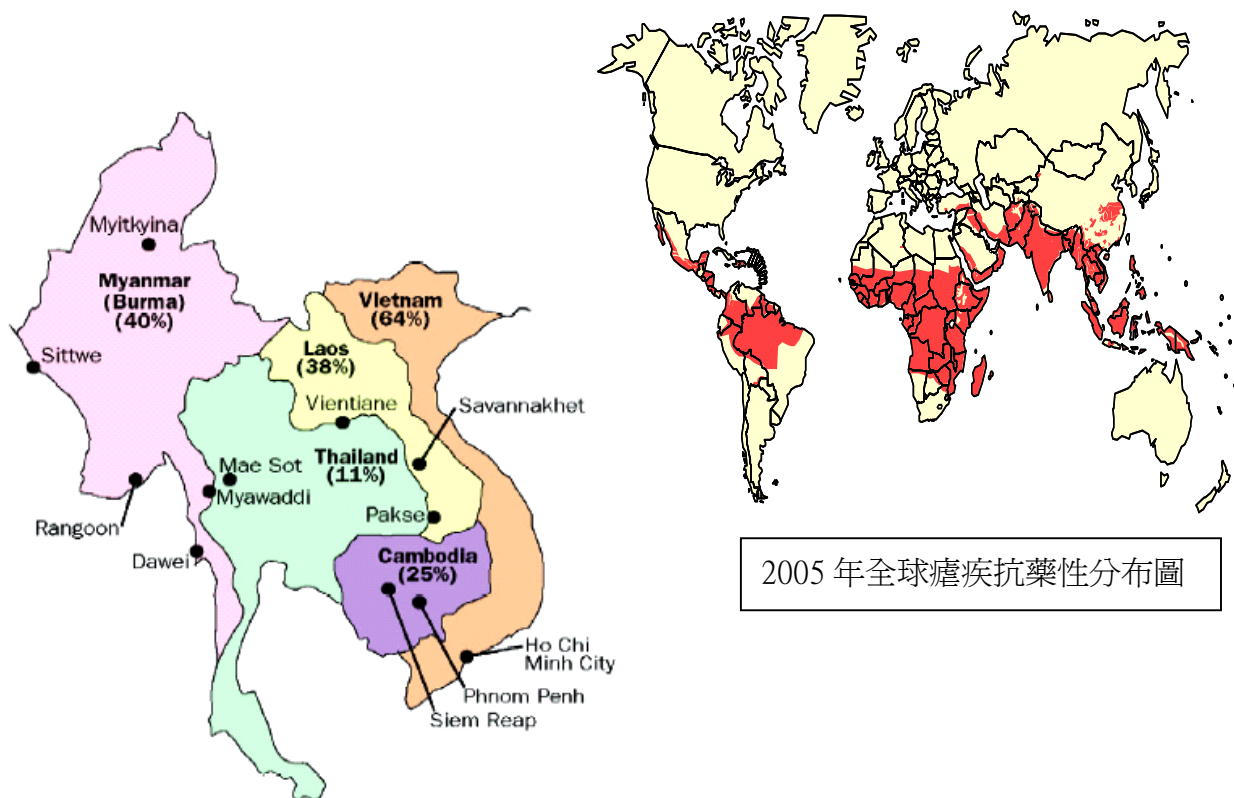 Myitkyina
Myanmar
(Burma)
(40%)
Sittwe
Rangoon
Dawei
Mae Sot
Myawaddi
Vietnam
(64%)
Laos
(38%)
Vientiane
Savannakhet
Thailand
(11%)
Pakse
Cambodia
(25%)
Ho Chi
Minh City
Phnom Penh
Siem Reap
2005 年全球瘧疾抗藥性分布圖